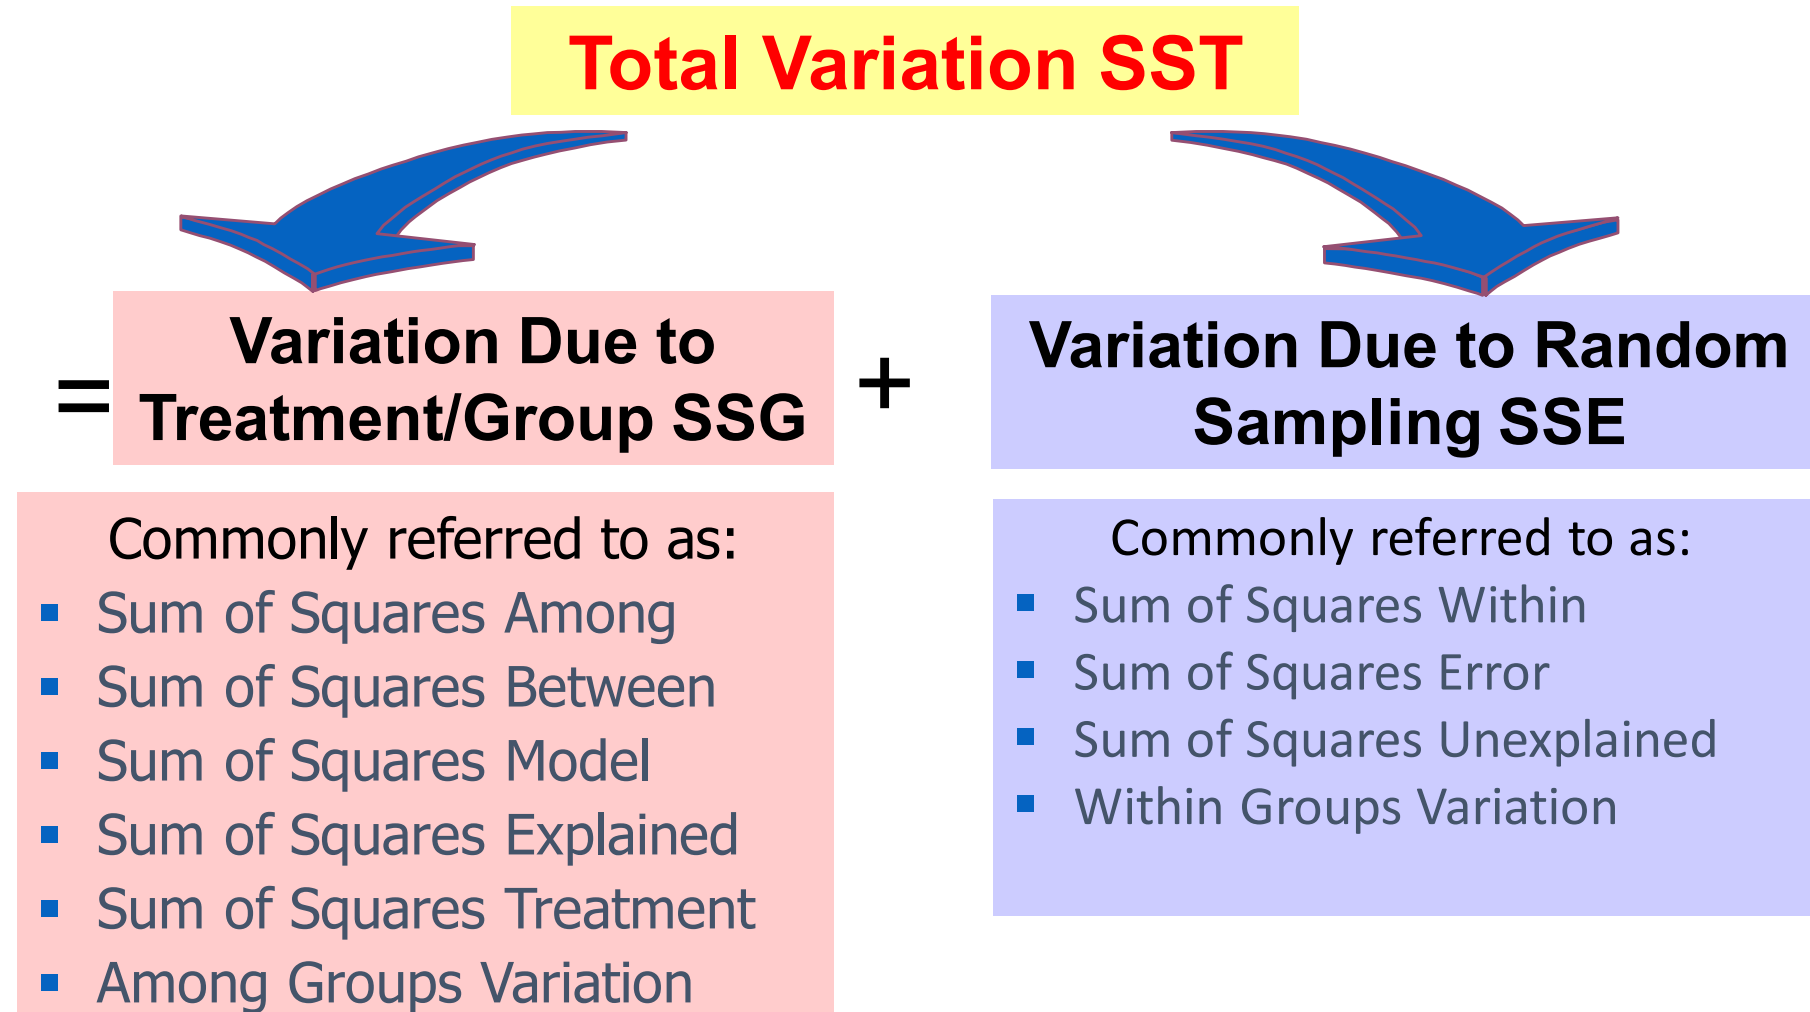 Total Variation SST
=
Variation Due to
Treatment/Group SSG
+
Variation Due to Random
Sampling SSE
Commonly referred to as:
▪ Sum of Squares Among
▪ Sum of Squares Between
▪ Sum of Squares Model
▪ Sum of Squares Explained
▪ Sum of Squares Treatment
▪ Among Groups Variation
Commonly referred to as:
▪ Sum of Squares Within
▪ Sum of Squares Error
▪ Sum of Squares Unexplained
▪ Within Groups Variation